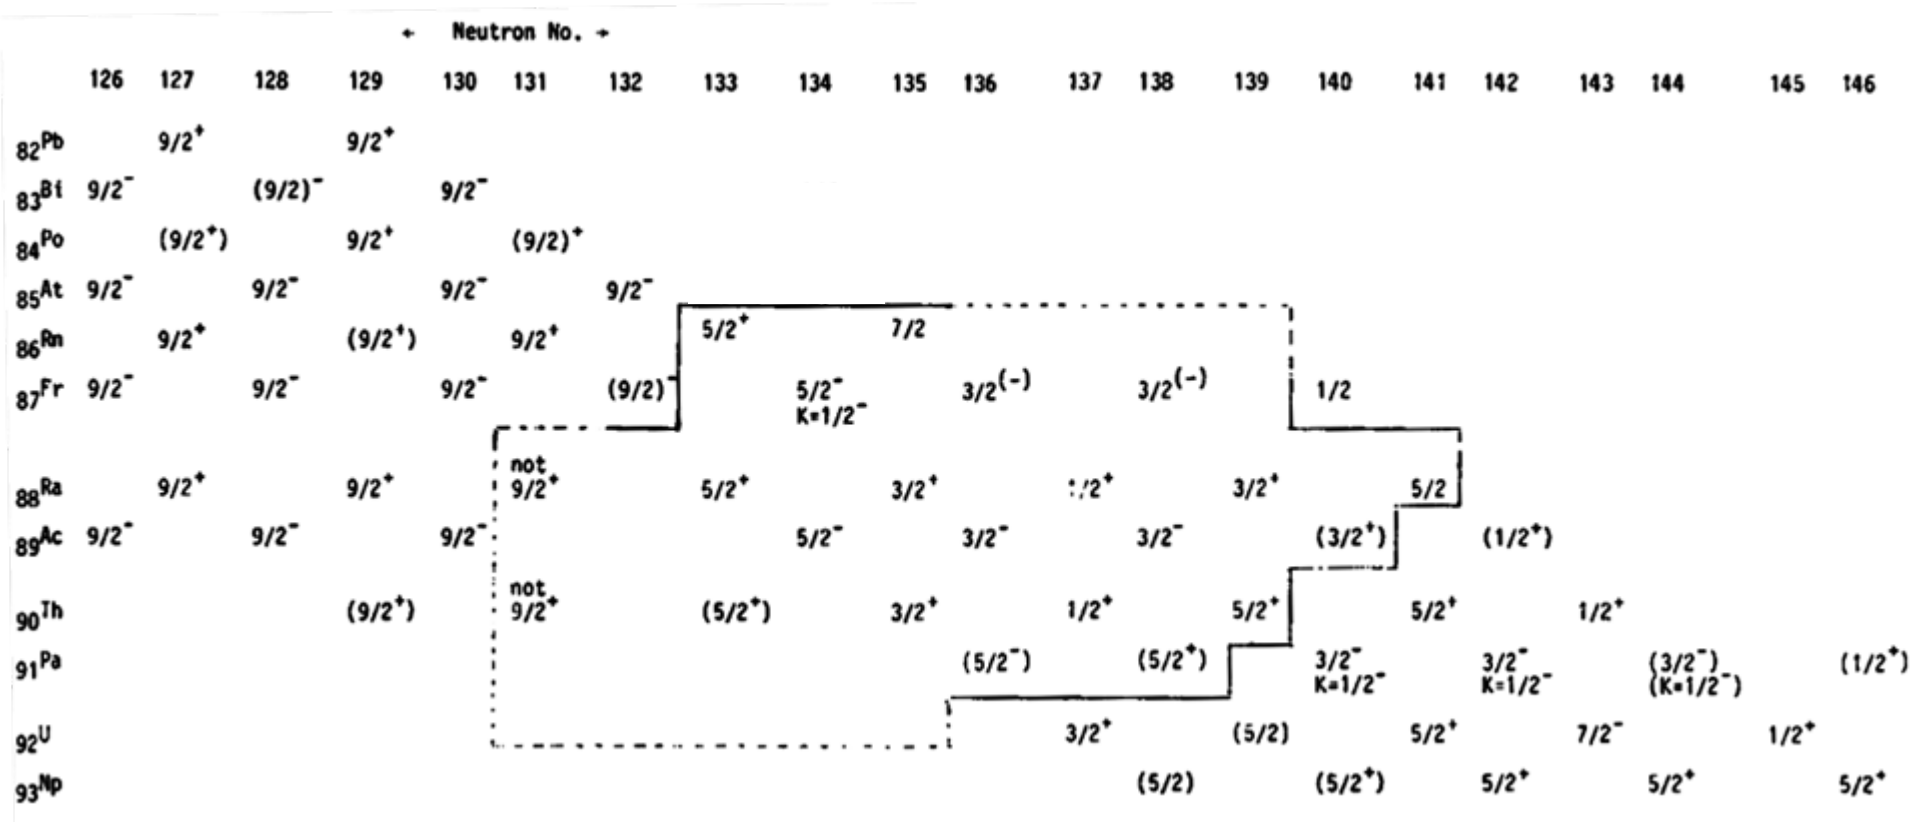 ← Neutron No. →
126 127 128 129 130 131 132 133 134 135 136 137 138 139 140 141 142 143 144 145 146
82Pb 9/2+ 9/2+
83Bi 9/2- (9/2)- 9/2-
84Po (9/2+) 9/2+ (9/2)+
85At 9/2- 9/2- 9/2- 9/2-
86Rn 9/2+ (9/2+) 9/2+ 5/2+ 7/2
87Fr 9/2- 9/2- 9/2- (9/2)- 5/2- 3/2(-) 3/2(-) 1/2
K=1/2-
not
88Ra 9/2+ 9/2+ 9/2+ 5/2+ 3/2+ /2+ 3/2+ 5/2
89Ac 9/2- 9/2- 9/2- 5/2- 3/2- 3/2- (3/2+) (1/2+)
not
90Th (9/2+) 9/2+ (5/2+) 3/2+ 1/2+ 5/2+ 5/2+ 1/2+
91Pa (5/2-) (5/2+) 3/2- 3/2- (3/2-) (1/2+)
K=1/2- K=1/2- (K=1/2-)
92U 3/2+ (5/2) 5/2+ 7/2- 1/2+
93Np (5/2) (5/2+) 5/2+ 5/2+ 5/2+